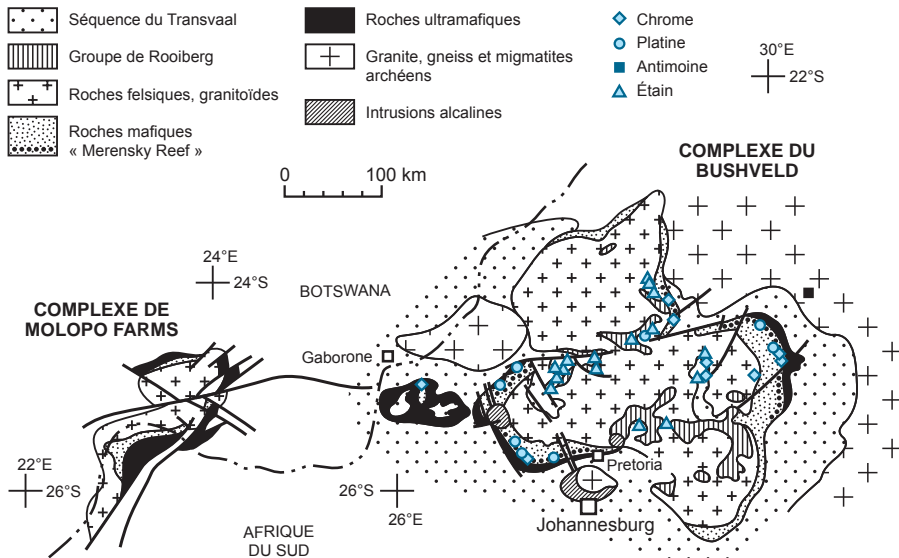 Séquence du Transvaal
Groupe de Rooiberg
Roches felsiques, granitoïdes
Roches mafiques
« Merensky Reef »
Roches ultramafiques
Granite, gneiss et migmatites
archéens
Intrusions alcalines
Chrome
Platine
Antimoine
Étain
30°E
22°S
0 100 km
COMPLEXE DU
BUSHVELD
24°E
24°S
BOTSWANA
COMPLEXE DE
MOLOPO FARMS
Gaborone
22°E
26°S
26°S
26°E
Pretoria
Johannesburg
AFRIQUE
DU SUD